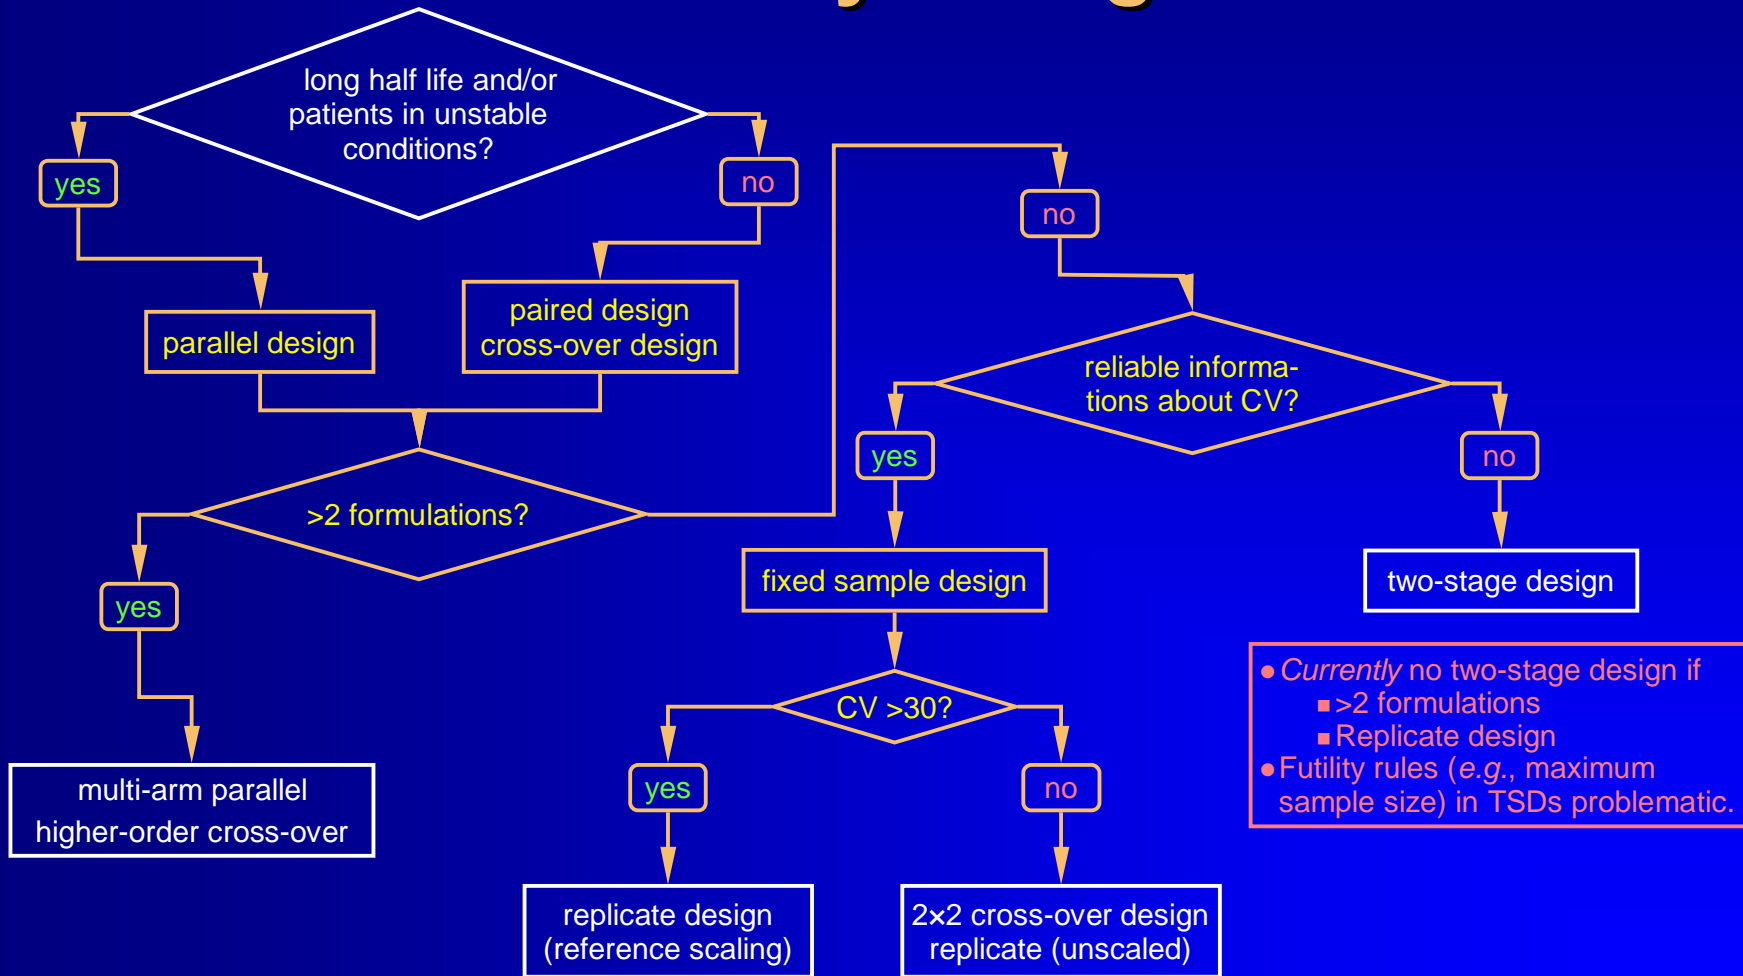 long half life and/or
patients in unstable
conditions?
yes
no
no
parallel design
paired design
cross-over design
reliable informa-
tions about CV?
yes
no
>2 formulations?
yes
fixed sample design
two-stage design
CV >30?
yes
no
● Currently no two-stage design if
■ >2 formulations
■ Replicate design
● Futility rules (e.g., maximum
sample size) in TSDs problematic.
multi-arm parallel
higher-order cross-over
replicate design
(reference scaling)
2×2 cross-over design
replicate (unscaled)